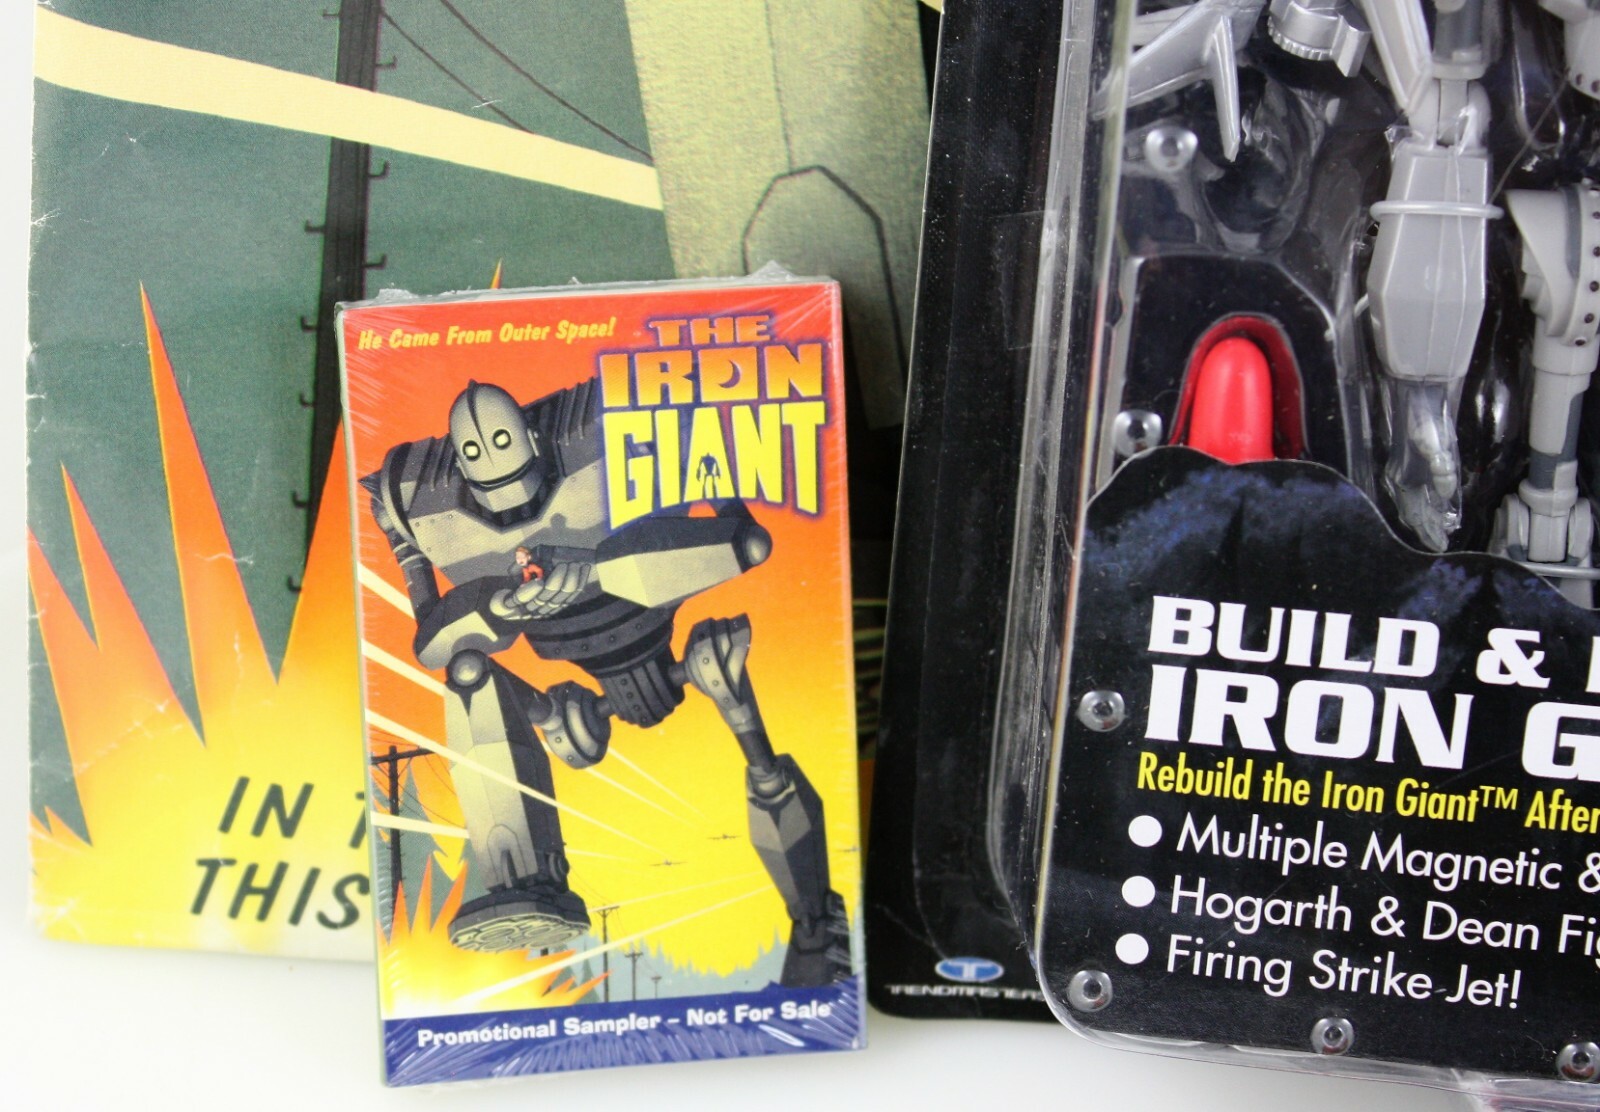 He Came From Outer Space!
THE
IRON
GIANT
Promotional Sampler – Not For Sale
IN
THIS
BUILD &
IRON
Rebuild the Iron Giant™ After
• Multiple Magnetic &
• Hogarth & Dean
• Firing Strike Jet!
TRENDMASTERS